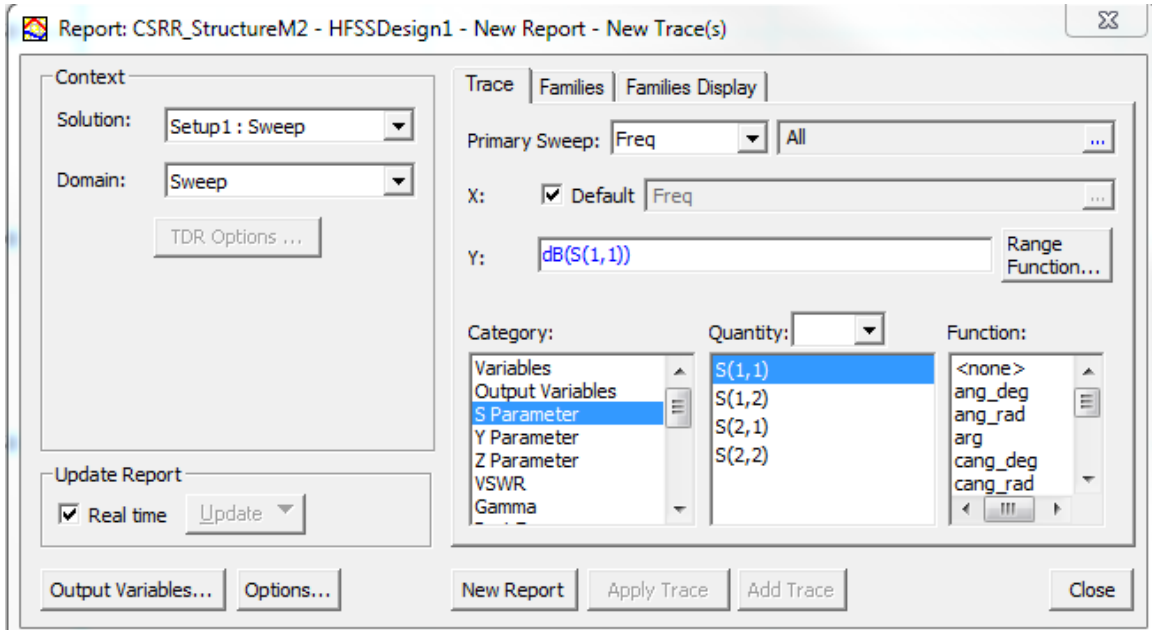 Report: CSRR_StructureM2 - HFSSDesign1 - New Report - New Trace(s)
Context
Solution: Setup1 : Sweep
Domain: Sweep
TDR Options ...
Update Report
Real time Update
Output Variables... Options...
Trace Families Families Display
Primary Sweep: Freq All ...
X: Default Freq ...
Y: dB(S(1,1)) Range
Function...
Category: Quantity: Function:
Variables
Output Variables
S Parameter
Y Parameter
Z Parameter
VSWR
Gamma
S(1,1)
S(1,2)
S(2,1)
S(2,2)
<none>
ang_deg
ang_rad
arg
cang_deg
cang_rad
New Report Apply Trace Add Trace Close